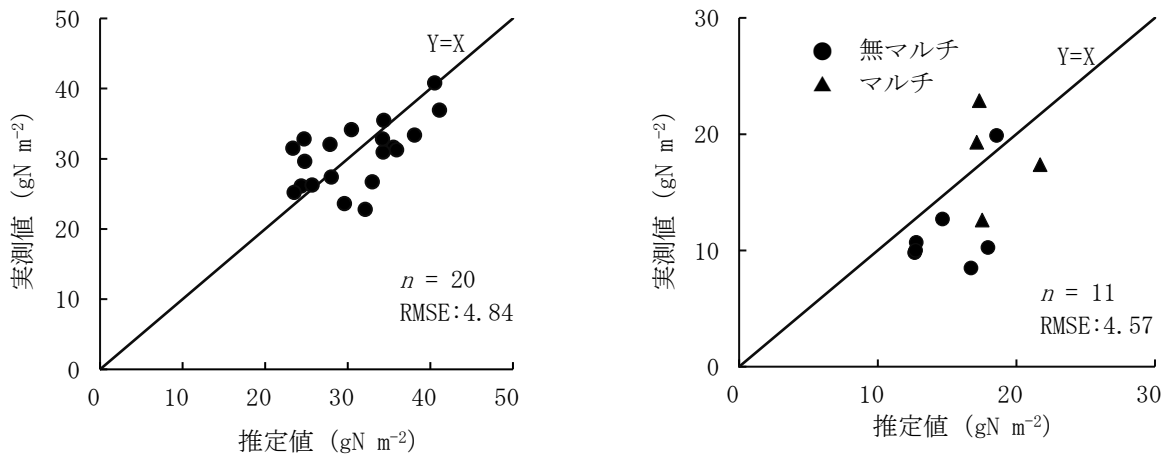 50
40
30
20
10
0
実測値 (gN m⁻²)
Y=X
n = 20
RMSE:4.84
0 10 20 30 40 50
推定値 (gN m⁻²)
30
20
10
0
実測値 (gN m⁻²)
● 無マルチ
▲ マルチ
Y=X
n = 11
RMSE:4.57
0 10 20 30
推定値 (gN m⁻²)